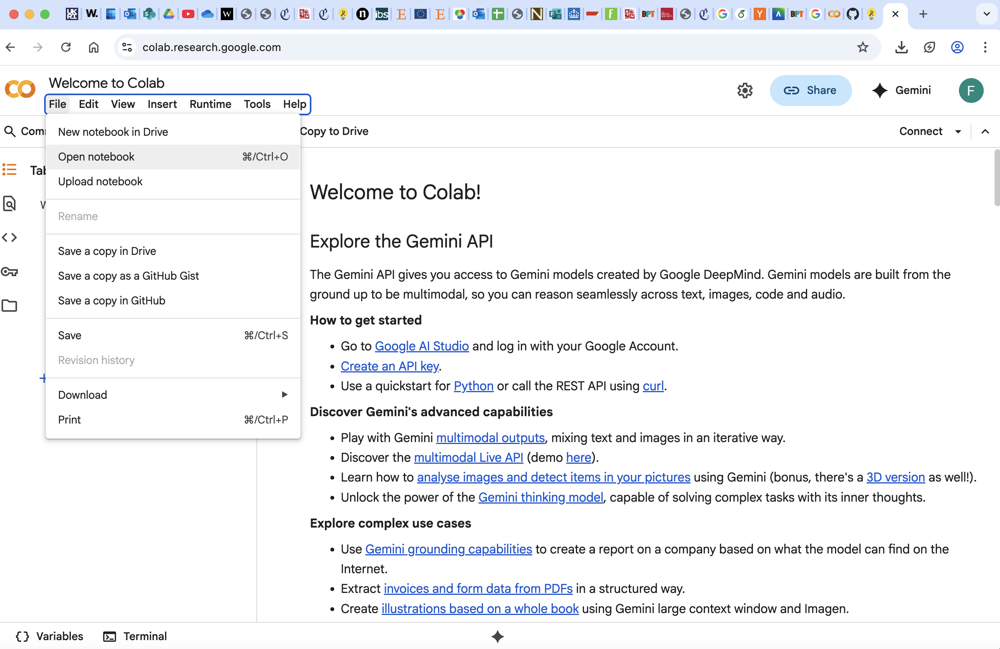 UK RI W. W n ibs E E N F f BPT G 6 Y BPT G
colab.research.google.com
Welcome to Colab
File Edit View Insert Runtime Tools Help
Share Gemini F
Copy to Drive
Connect
New notebook in Drive
Open notebook ⌘/Ctrl+O
Upload notebook
Rename
Save a copy in Drive
Save a copy as a GitHub Gist
Save a copy in GitHub
Save ⌘/Ctrl+S
Revision history
Download
Print ⌘/Ctrl+P
Welcome to Colab!
Explore the Gemini API
The Gemini API gives you access to Gemini models created by Google DeepMind. Gemini models are built from the
ground up to be multimodal, so you can reason seamlessly across text, images, code and audio.
How to get started
• Go to Google AI Studio and log in with your Google Account.
• Create an API key.
• Use a quickstart for Python or call the REST API using curl.
Discover Gemini's advanced capabilities
• Play with Gemini multimodal outputs, mixing text and images in an iterative way.
• Discover the multimodal Live API (demo here).
• Learn how to analyse images and detect items in your pictures using Gemini (bonus, there's a 3D version as well!).
• Unlock the power of the Gemini thinking model, capable of solving complex tasks with its inner thoughts.
Explore complex use cases
• Use Gemini grounding capabilities to create a report on a company based on what the model can find on the
Internet.
• Extract invoices and form data from PDFs in a structured way.
• Create illustrations based on a whole book using Gemini large context window and Imagen.
Variables Terminal